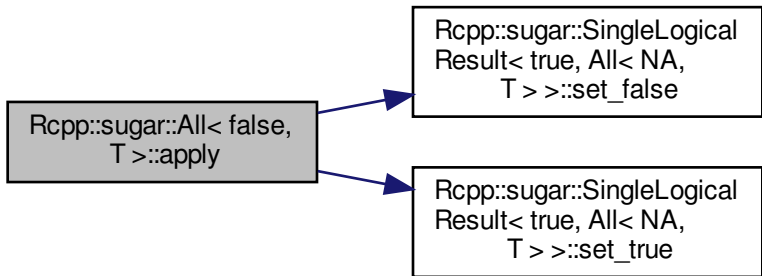 Rcpp::sugar::All< false,
T >::apply
Rcpp::sugar::SingleLogical
Result< true, All< NA,
T > >::set_false
Rcpp::sugar::SingleLogical
Result< true, All< NA,
T > >::set_true